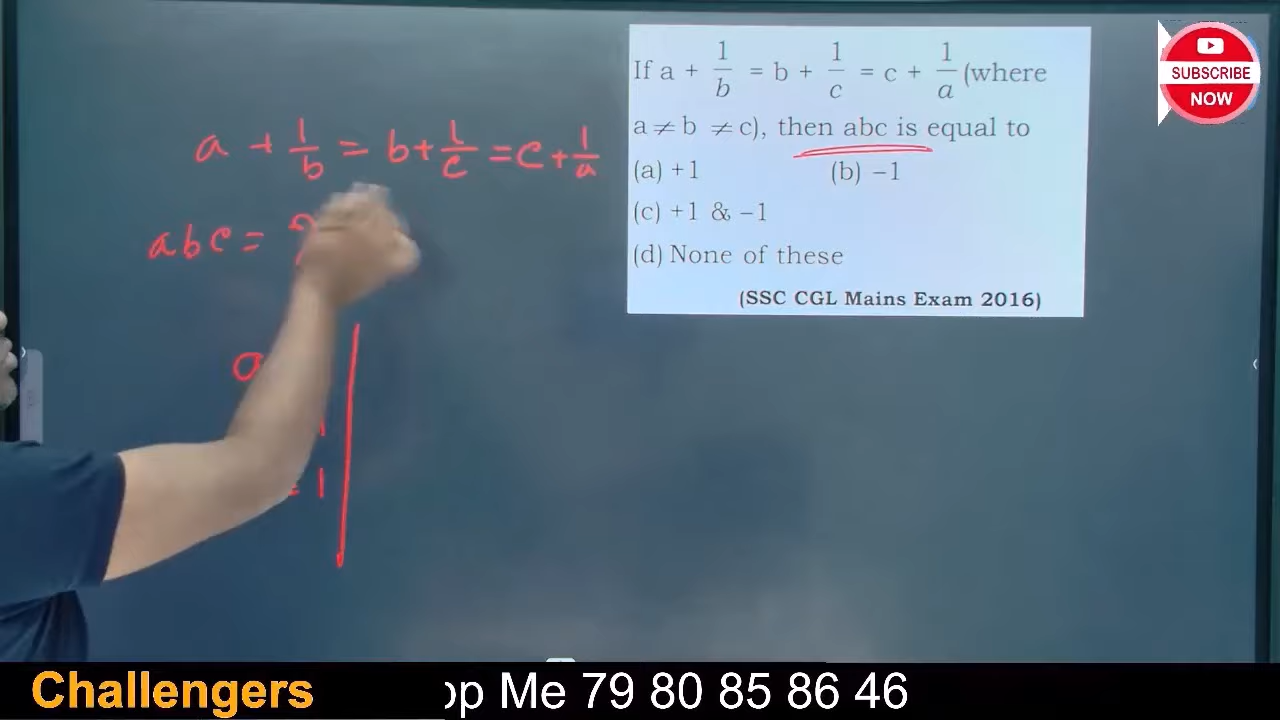 If a + 1/b = b + 1/c = c + 1/a (where
a ≠ b ≠ c), then abc is equal to
(a) +1 (b) −1
(c) +1 & −1
(d) None of these
(SSC CGL Mains Exam 2016)
SUBSCRIBE
NOW
a + 1/b = b + 1/c = c + 1/a
abc =
a
= 1
Challengers
Me 79 80 85 86 46